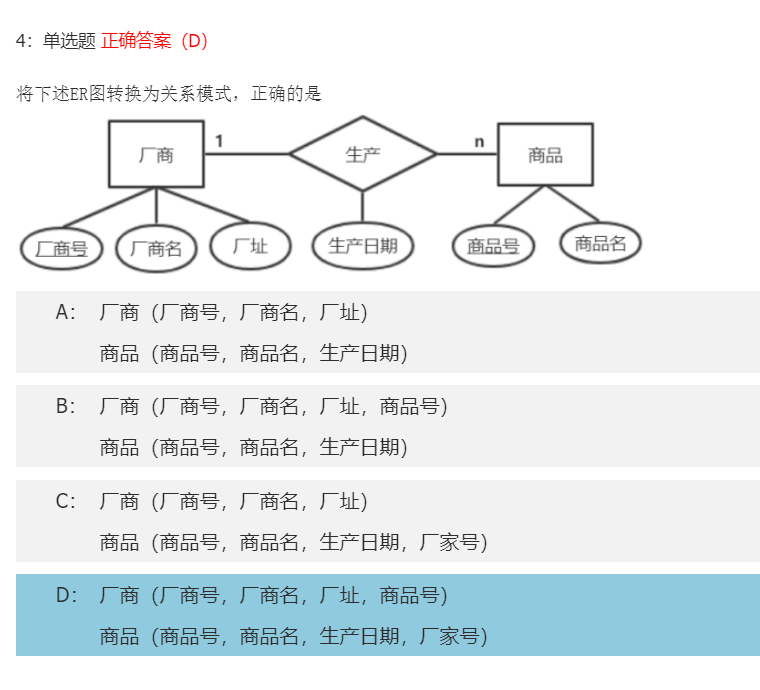 4：单选题 正确答案（D）
将下述ER图转换为关系模式，正确的是
厂商 1 生产 n 商品
厂商号 厂商名 厂址 生产日期 商品号 商品名
A： 厂商（厂商号，厂商名，厂址）
商品（商品号，商品名，生产日期）
B： 厂商（厂商号，厂商名，厂址，商品号）
商品（商品号，商品名，生产日期）
C： 厂商（厂商号，厂商名，厂址）
商品（商品号，商品名，生产日期，厂家号）
D： 厂商（厂商号，厂商名，厂址，商品号）
商品（商品号，商品名，生产日期，厂家号）